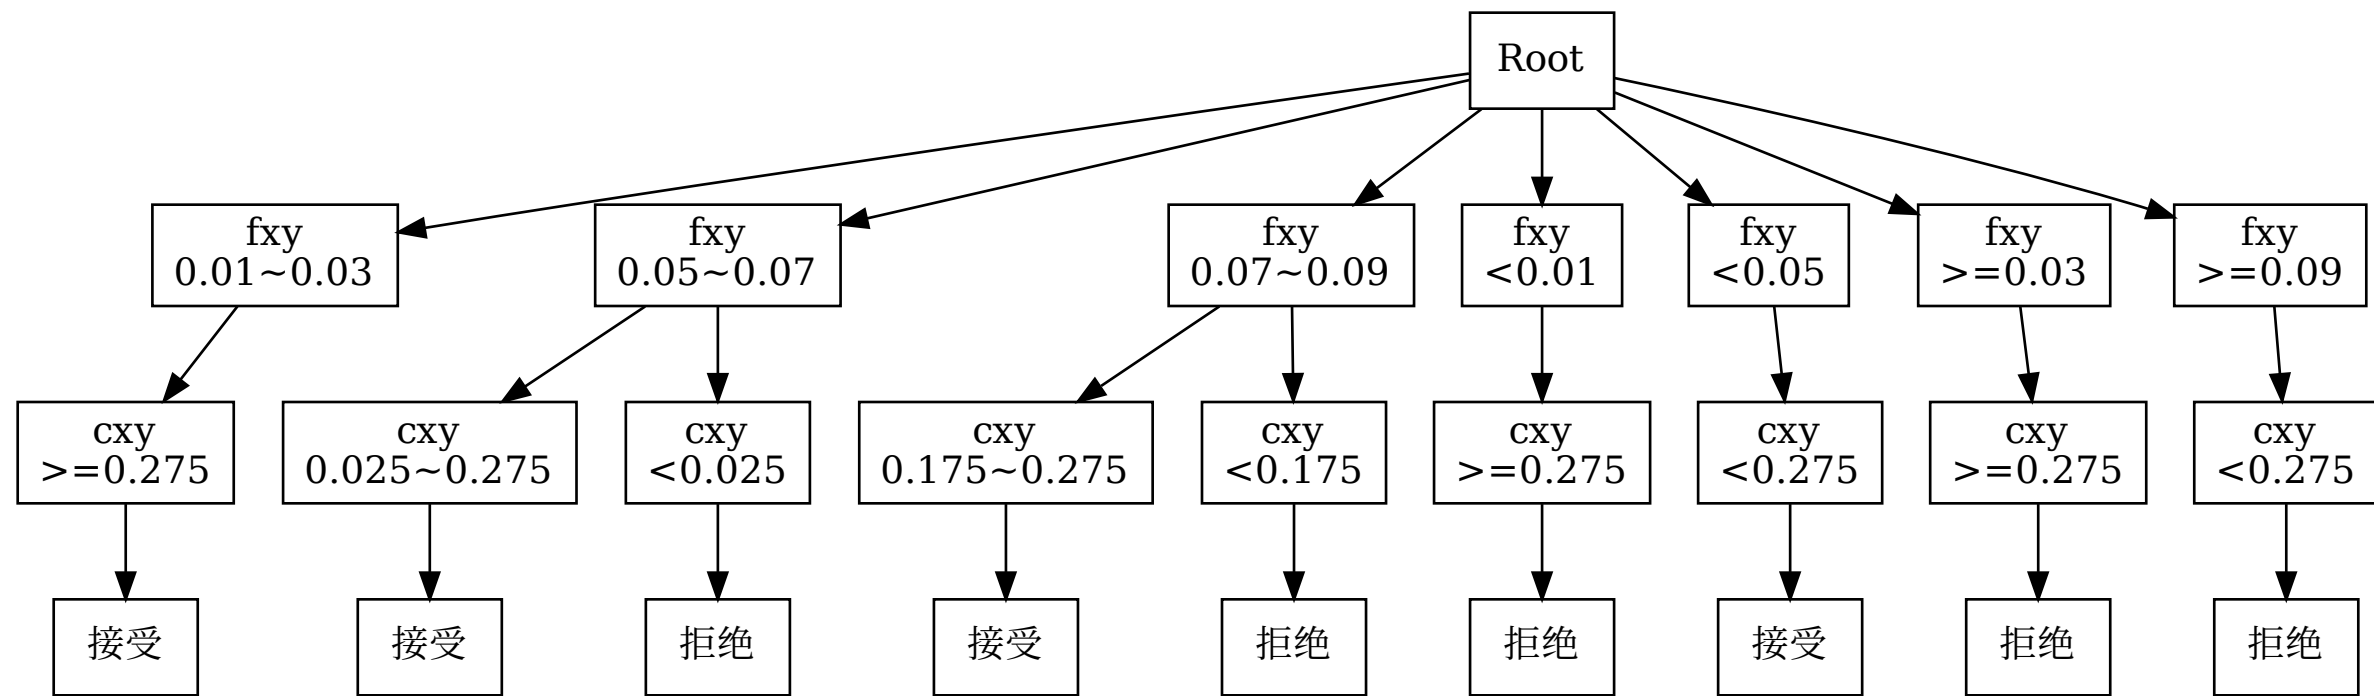 Root
fxy
0.01~0.03
fxy
0.05~0.07
fxy
0.07~0.09
fxy
<0.01
fxy
<0.05
fxy
>=0.03
fxy
>=0.09
cxy
>=0.275
cxy
0.025~0.275
cxy
<0.025
cxy
0.175~0.275
cxy
<0.175
cxy
>=0.275
cxy
<0.275
cxy
>=0.275
cxy
<0.275
接受
接受
拒绝
接受
拒绝
拒绝
接受
拒绝
拒绝